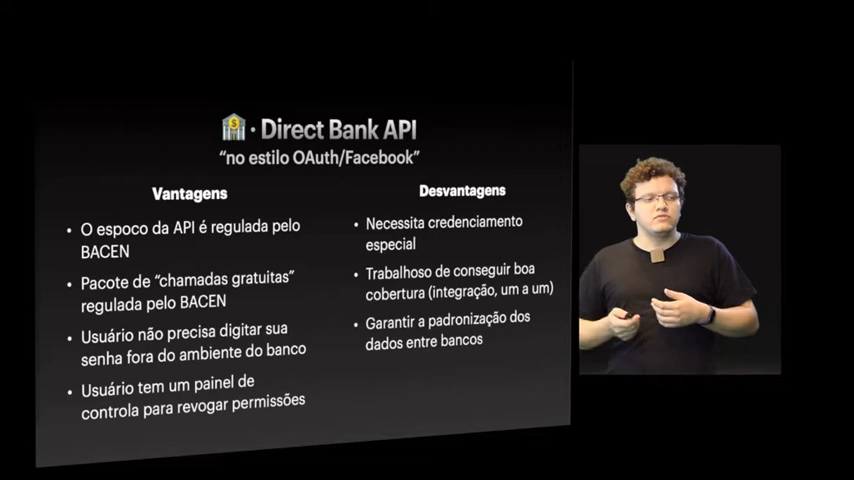 · Direct Bank API
“no estilo OAuth/Facebook”
Vantagens
• O espoco da API é regulada pelo
BACEN
• Pacote de “chamadas gratuitas”
regulada pelo BACEN
• Usuário não precisa digitar sua
senha fora do ambiente do banco
• Usuário tem um painel de
controla para revogar permissões
Desvantagens
• Necessita credenciamento
especial
• Trabalhoso de conseguir boa
cobertura (integração, um a um)
• Garantir a padronização dos
dados entre bancos